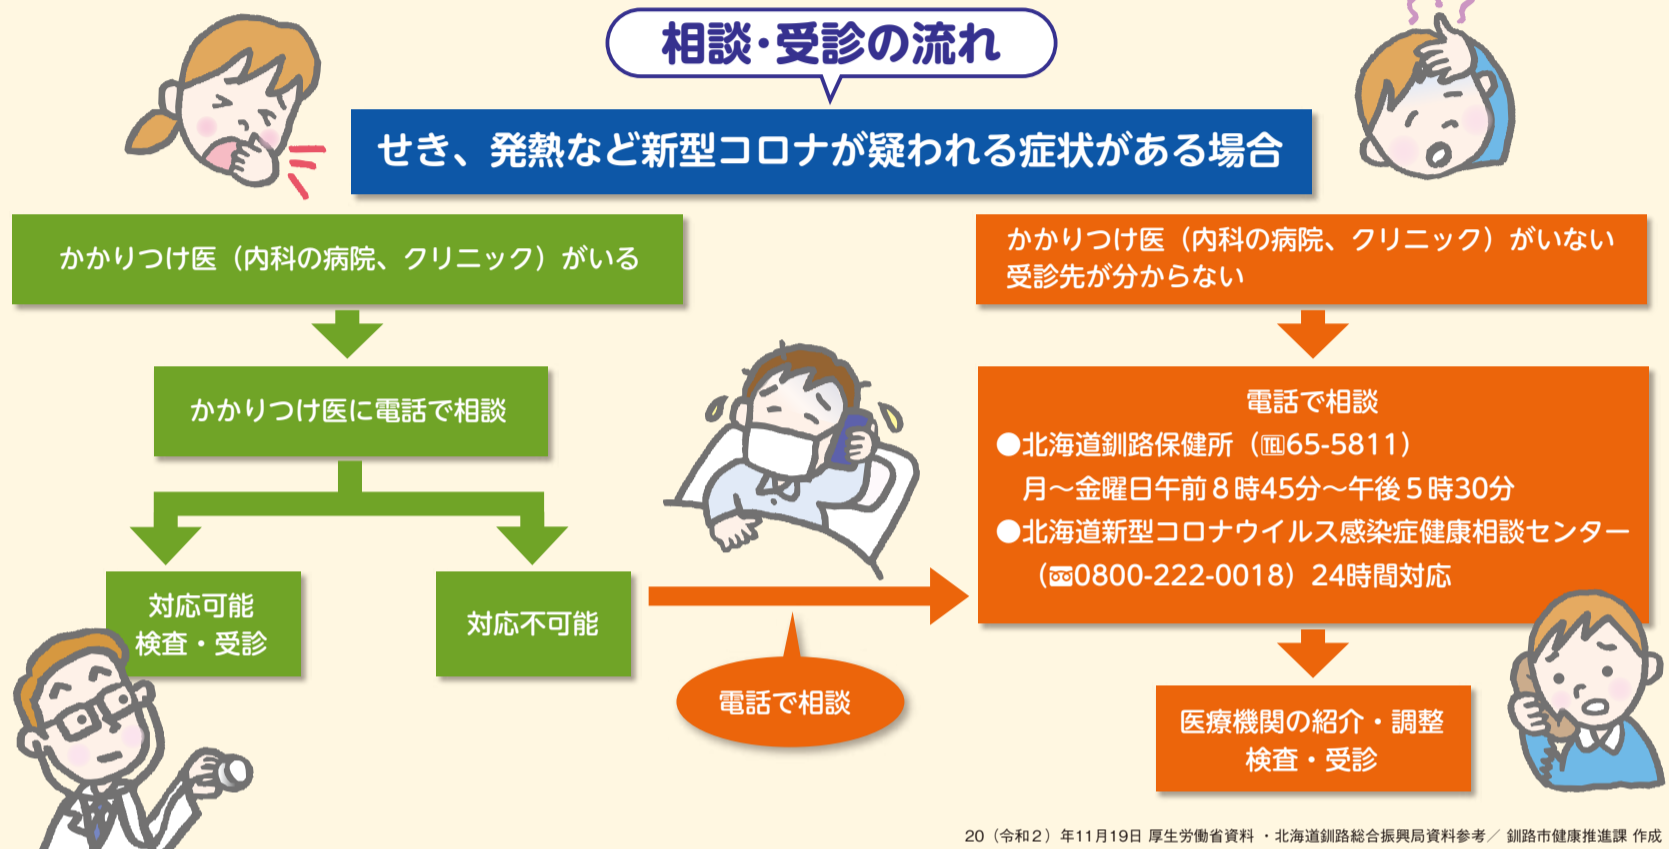 相談・受診の流れ
せき、発熱など新型コロナが疑われる症状がある場合
かかりつけ医（内科の病院、クリニック）がいる
かかりつけ医に電話で相談
対応可能
検査・受診
対応不可能
電話で相談
かかりつけ医（内科の病院、クリニック）がいない
受診先が分からない
電話で相談
●北海道釧路保健所（℡65-5811）
月～金曜日午前８時45分～午後５時30分
●北海道新型コロナウイルス感染症健康相談センター
（0800-222-0018）24時間対応
医療機関の紹介・調整
検査・受診
20（令和２）年11月19日 厚生労働省資料 ・北海道釧路総合振興局資料参考／ 釧路市健康推進課 作成